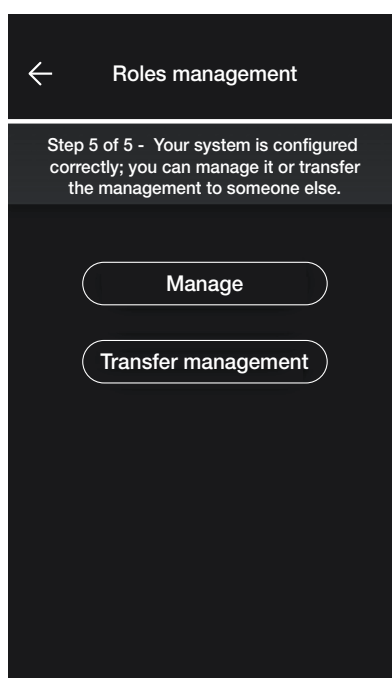 Roles management
Step 5 of 5 - Your system is configured
correctly; you can manage it or transfer
the management to someone else.
Manage
Transfer management